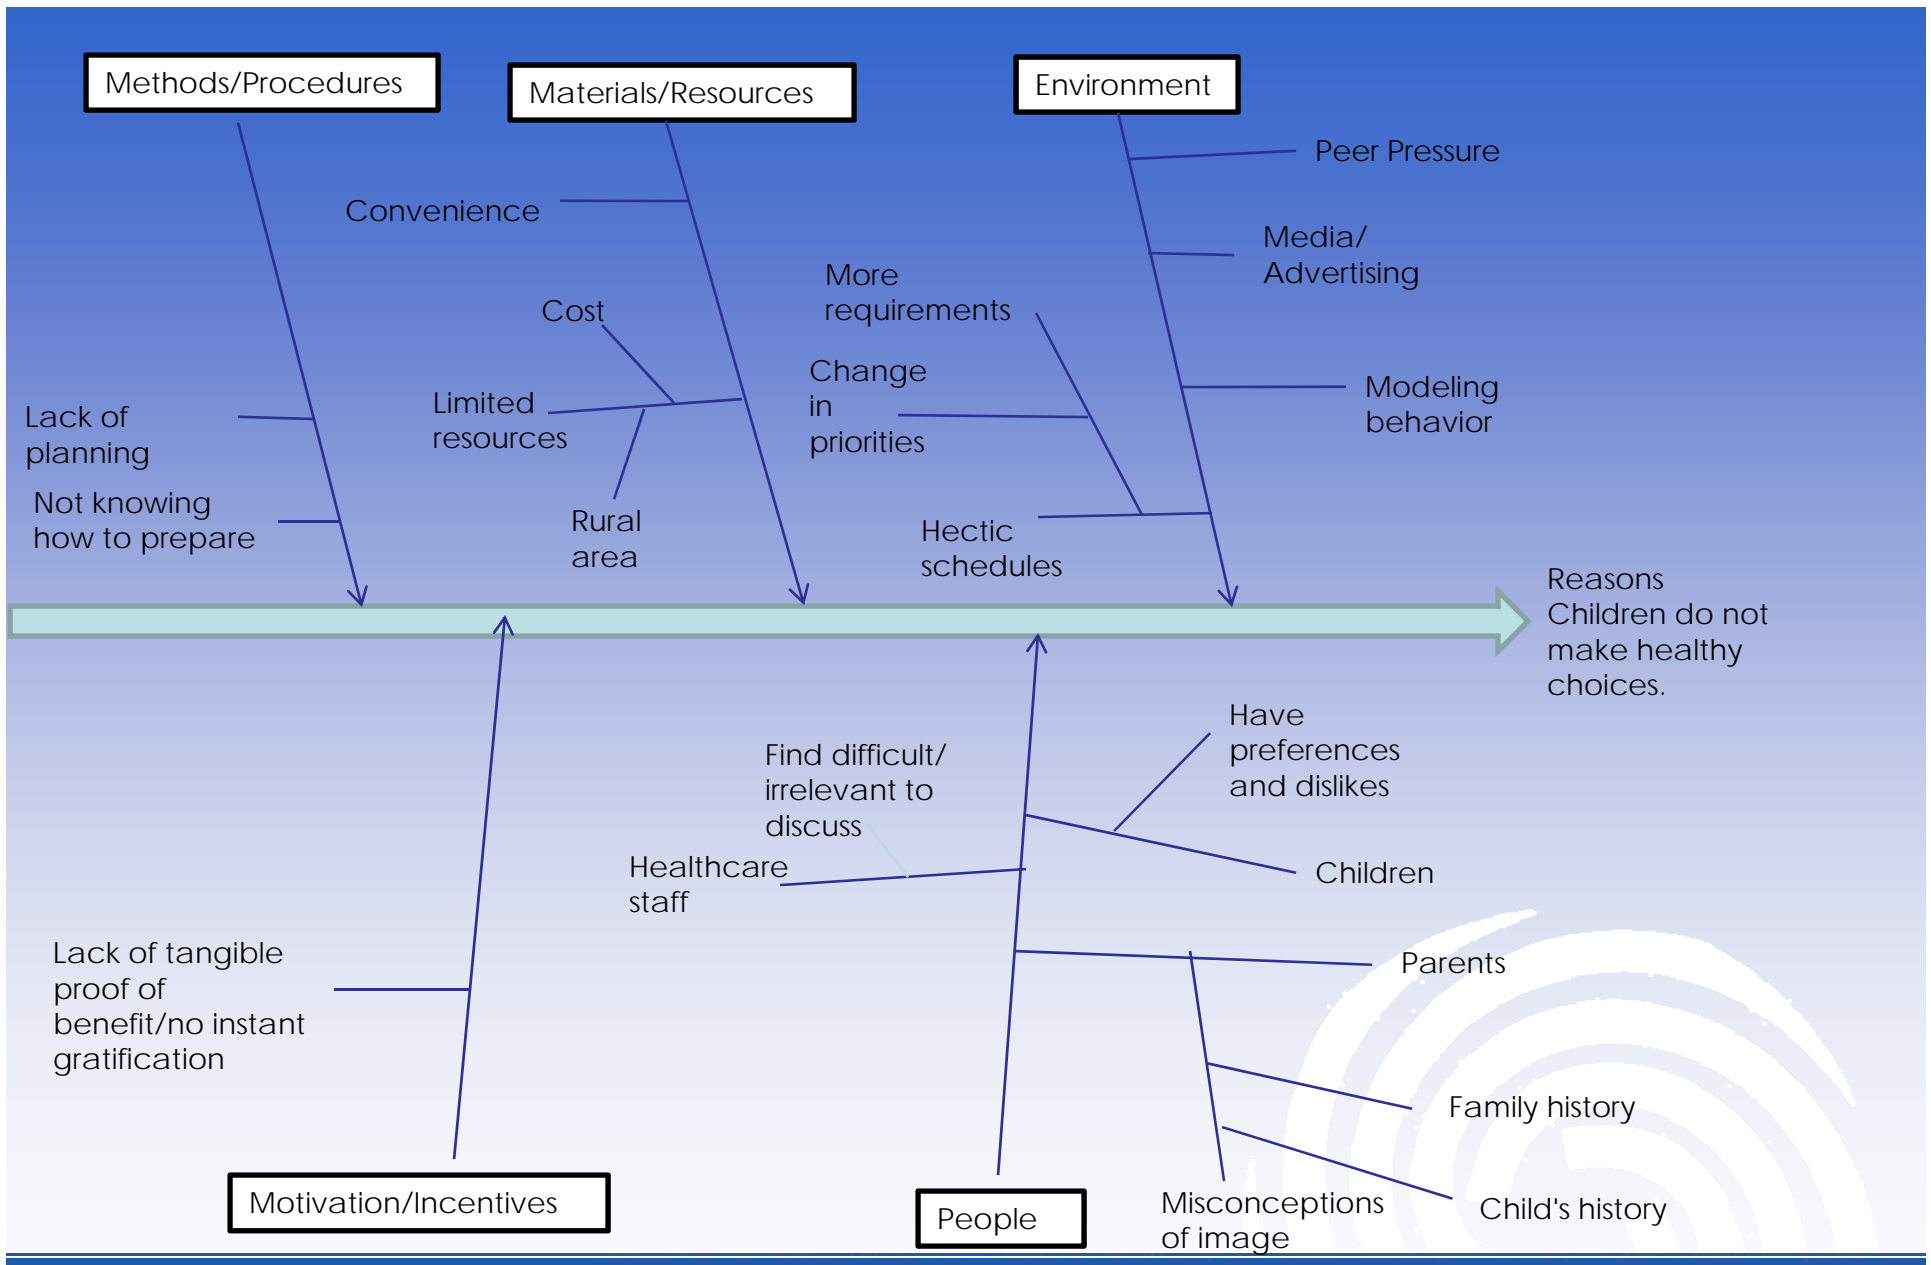 Methods/Procedures
Materials/Resources
Environment
Peer Pressure
Convenience
Media/
Advertising
More
requirements
Cost
Change
in
priorities
Limited
resources
Modeling
behavior
Lack of
planning
Not knowing
how to prepare
Rural
area
Hectic
schedules
Reasons
Children do not
make healthy
choices.
Have
preferences
and dislikes
Find difficult/
irrelevant to
discuss
Healthcare
staff
Children
Lack of tangible
proof of
benefit/no instant
gratification
Parents
Family history
Motivation/Incentives
People
Misconceptions
of image
Child's history